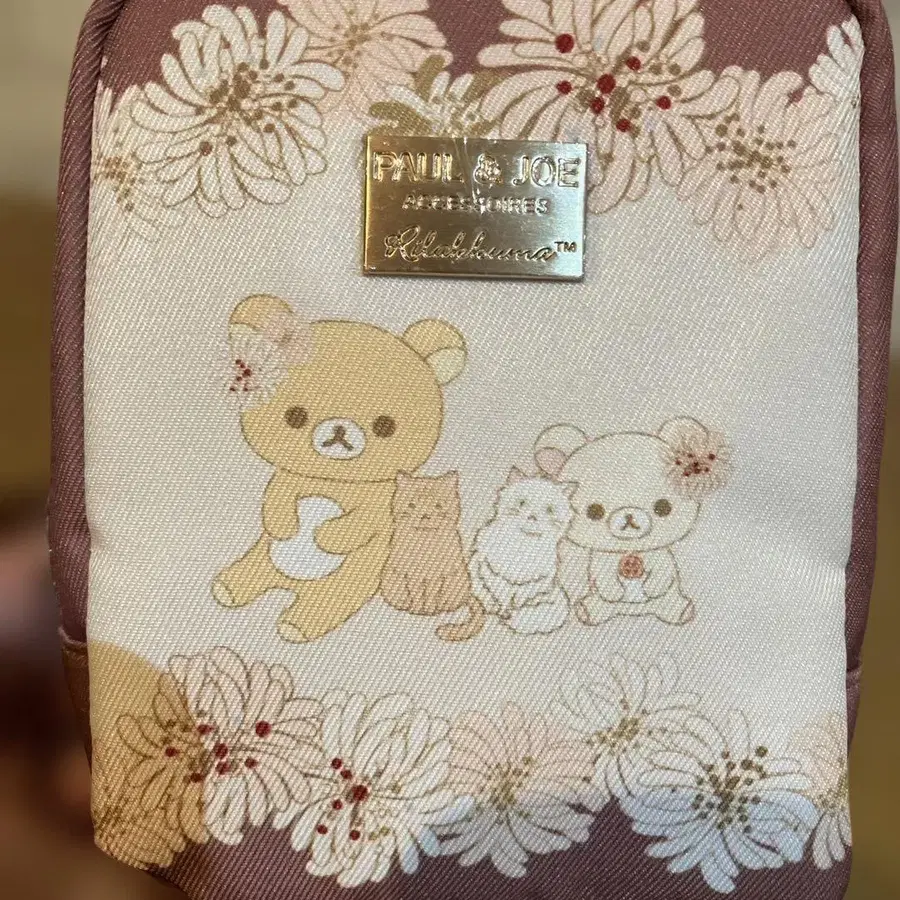 PAUL & JOE
ACCESSOIRES
Rilakkuma™